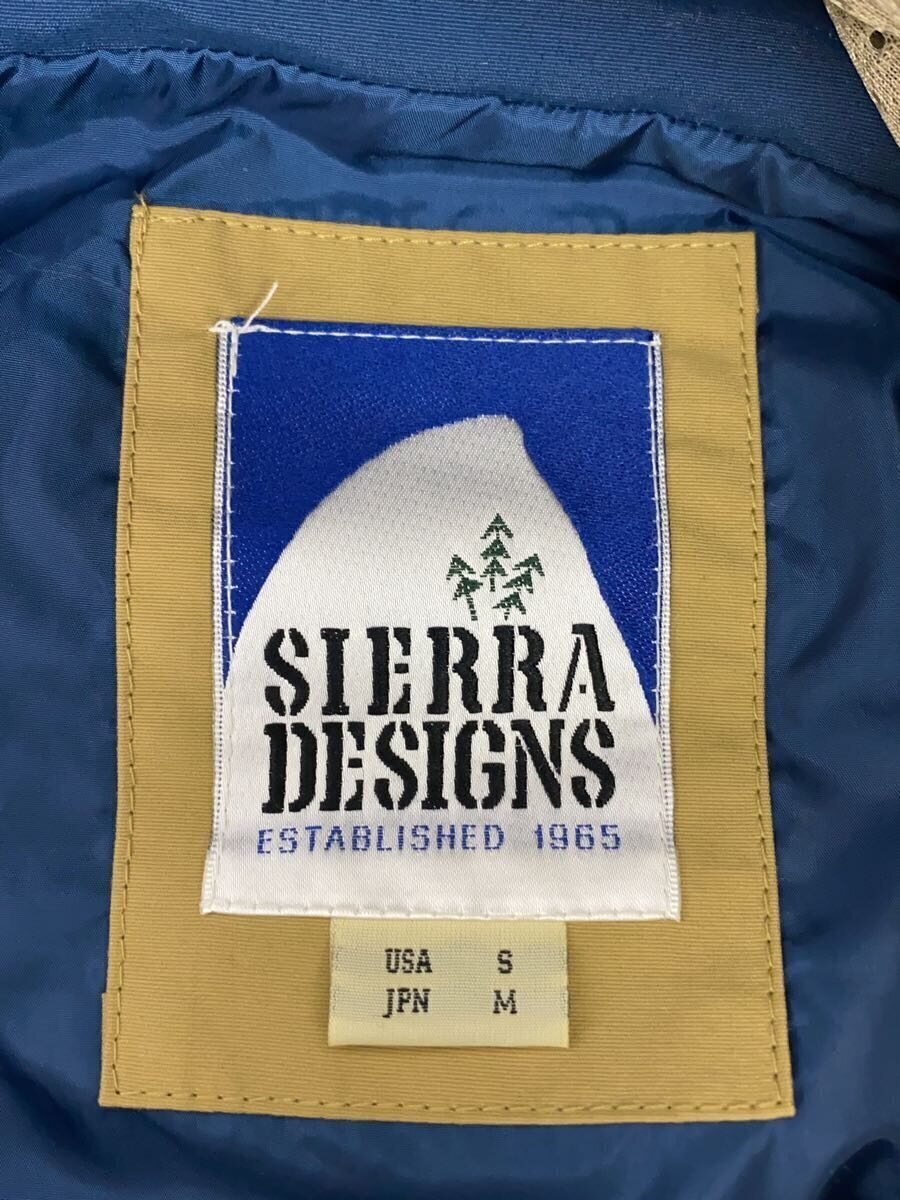 SIERRA
DESIGNS
ESTABLISHED 1965
USA S
JPN M